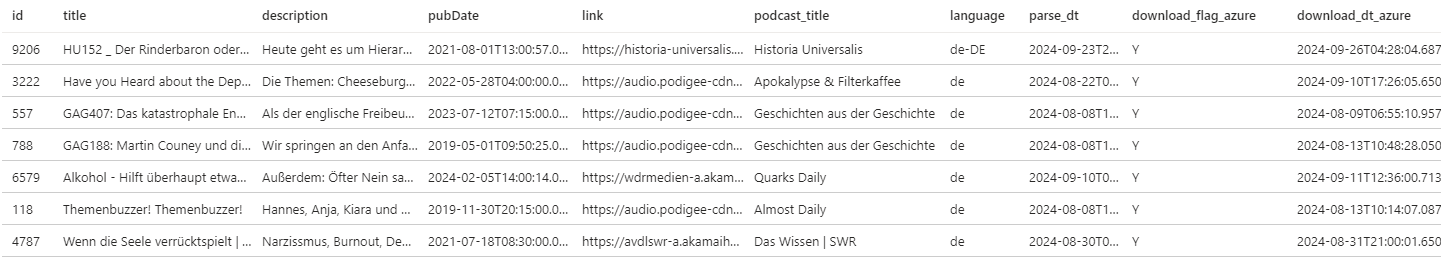 id title description pubDate link podcast_title language parse_dt download_flag_azure download_dt_azure
9206 HU152 _ Der Rinderbaron oder... Heute geht es um Hierar... 2021-08-01T13:00:57.0... https://historia-universalis.... Historia Universalis de-DE 2024-09-23T2... Y 2024-09-26T04:28:04.687
3222 Have you Heard about the Dep... Die Themen: Cheeseburg... 2022-05-28T04:00:00.0... https://audio.podigee-cdn... Apokalypse & Filterkaffee de 2024-08-22T0... Y 2024-09-10T17:26:05.650
557 GAG407: Das katastrophale En... Als der englische Freibeu... 2023-07-12T07:15:00.0... https://audio.podigee-cdn... Geschichten aus der Geschichte de 2024-08-08T1... Y 2024-08-09T06:55:10.957
788 GAG188: Martin Couney und di... Wir springen an den Anfa... 2019-05-01T09:50:25.0... https://audio.podigee-cdn... Geschichten aus der Geschichte de 2024-08-08T1... Y 2024-08-13T10:48:28.050
6579 Alkohol - Hilft überhaupt etwa... Außerdem: Öfter Nein sa... 2024-02-05T14:00:14.0... https://wdrmedien-a.akam... Quarks Daily de 2024-09-10T0... Y 2024-09-11T12:36:00.713
118 Themenbuzzer! Themenbuzzer! Hannes, Anja, Kiara und ... 2019-11-30T20:15:00.0... https://audio.podigee-cdn... Almost Daily de 2024-08-08T1... Y 2024-08-13T10:14:07.087
4787 Wenn die Seele verrücktspielt | ... Narzissmus, Burnout, De... 2021-07-18T08:30:00.0... https://avdlswr-a.akamaih... Das Wissen | SWR de 2024-08-30T0... Y 2024-08-31T21:00:01.650